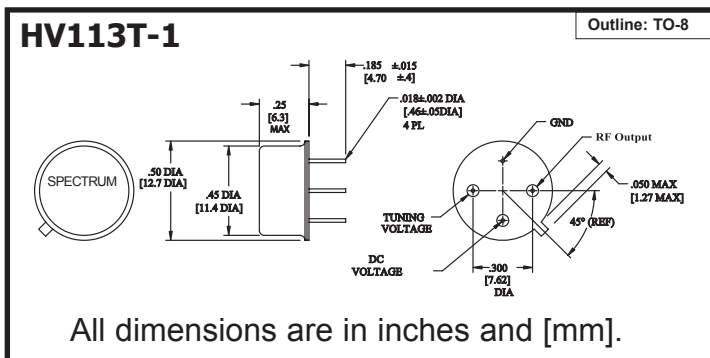 HV113T-1
Outline: TO-8
.185 ±.015
[4.70 ±.4]
.25
[6.3]
MAX
.018±.002 DIA
[.46±.05DIA]
4 PL
GND
RF Output
SPECTRUM
.50 DIA
[12.7 DIA]
.45 DIA
[11.4 DIA]
.050 MAX
[1.27 MAX]
TUNING
VOLTAGE
45° (REF)
DC
VOLTAGE
.300
[7.62]
DIA
All dimensions are in inches and [mm].